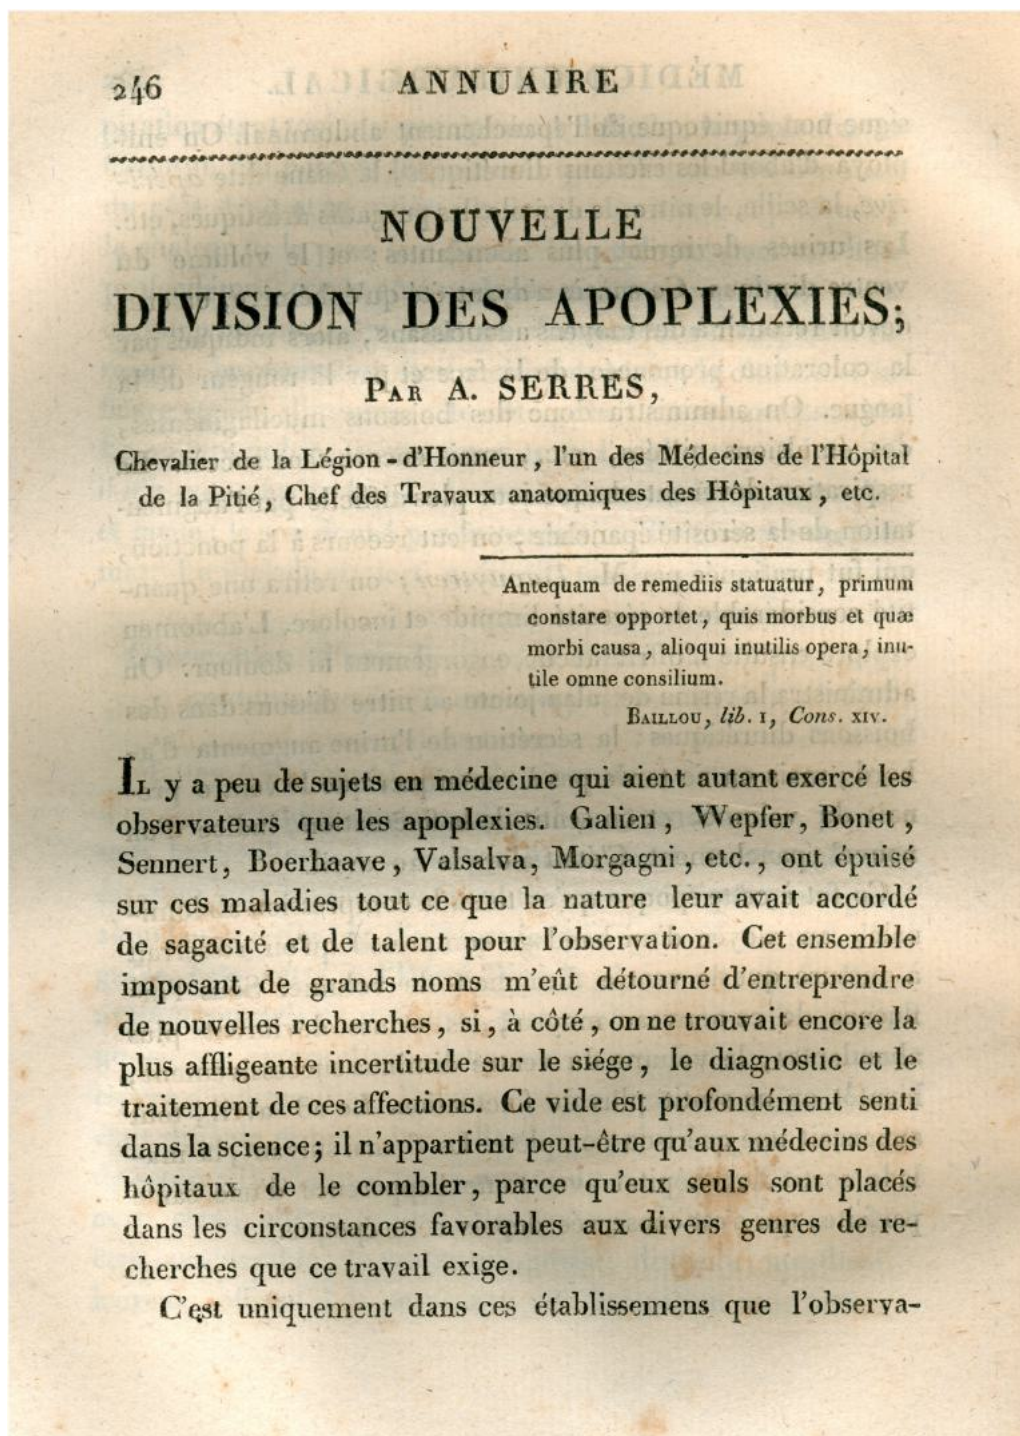 246
ANNUAIRE
NOUVELLE
DIVISION DES APOPLEXIES;
PAR A. SERRES,
Chevalier de la Légion-d'Honneur, l'un des Médecins de l'Hôpital
de la Pitié, Chef des Travaux anatomiques des Hôpitaux, etc.
Antequam de remediis statuatur, primum
constare opportet, quis morbus et quæ
morbi causa, alioqui inutilis opera, inu-
tile omne consilium.
BAILLOU, lib. I, Cons. XIV.
IL y a peu de sujets en médecine qui aient autant exercé les
observateurs que les apoplexies. Galien, Wepfer, Bonet,
Sennert, Boerhaave, Valsalva, Morgagni, etc., ont épuisé
sur ces maladies tout ce que la nature leur avait accordé
de sagacité et de talent pour l'observation. Cet ensemble
imposant de grands noms m'eût détourné d'entreprendre
de nouvelles recherches, si, à côté, on ne trouvait encore la
plus affligeante incertitude sur le siége, le diagnostic et le
traitement de ces affections. Ce vide est profondément senti
dans la science; il n'appartient peut-être qu'aux médecins des
hôpitaux de le combler, parce qu'eux seuls sont placés
dans les circonstances favorables aux divers genres de re-
cherches que ce travail exige.
C'est uniquement dans ces établissemens que l'observa-